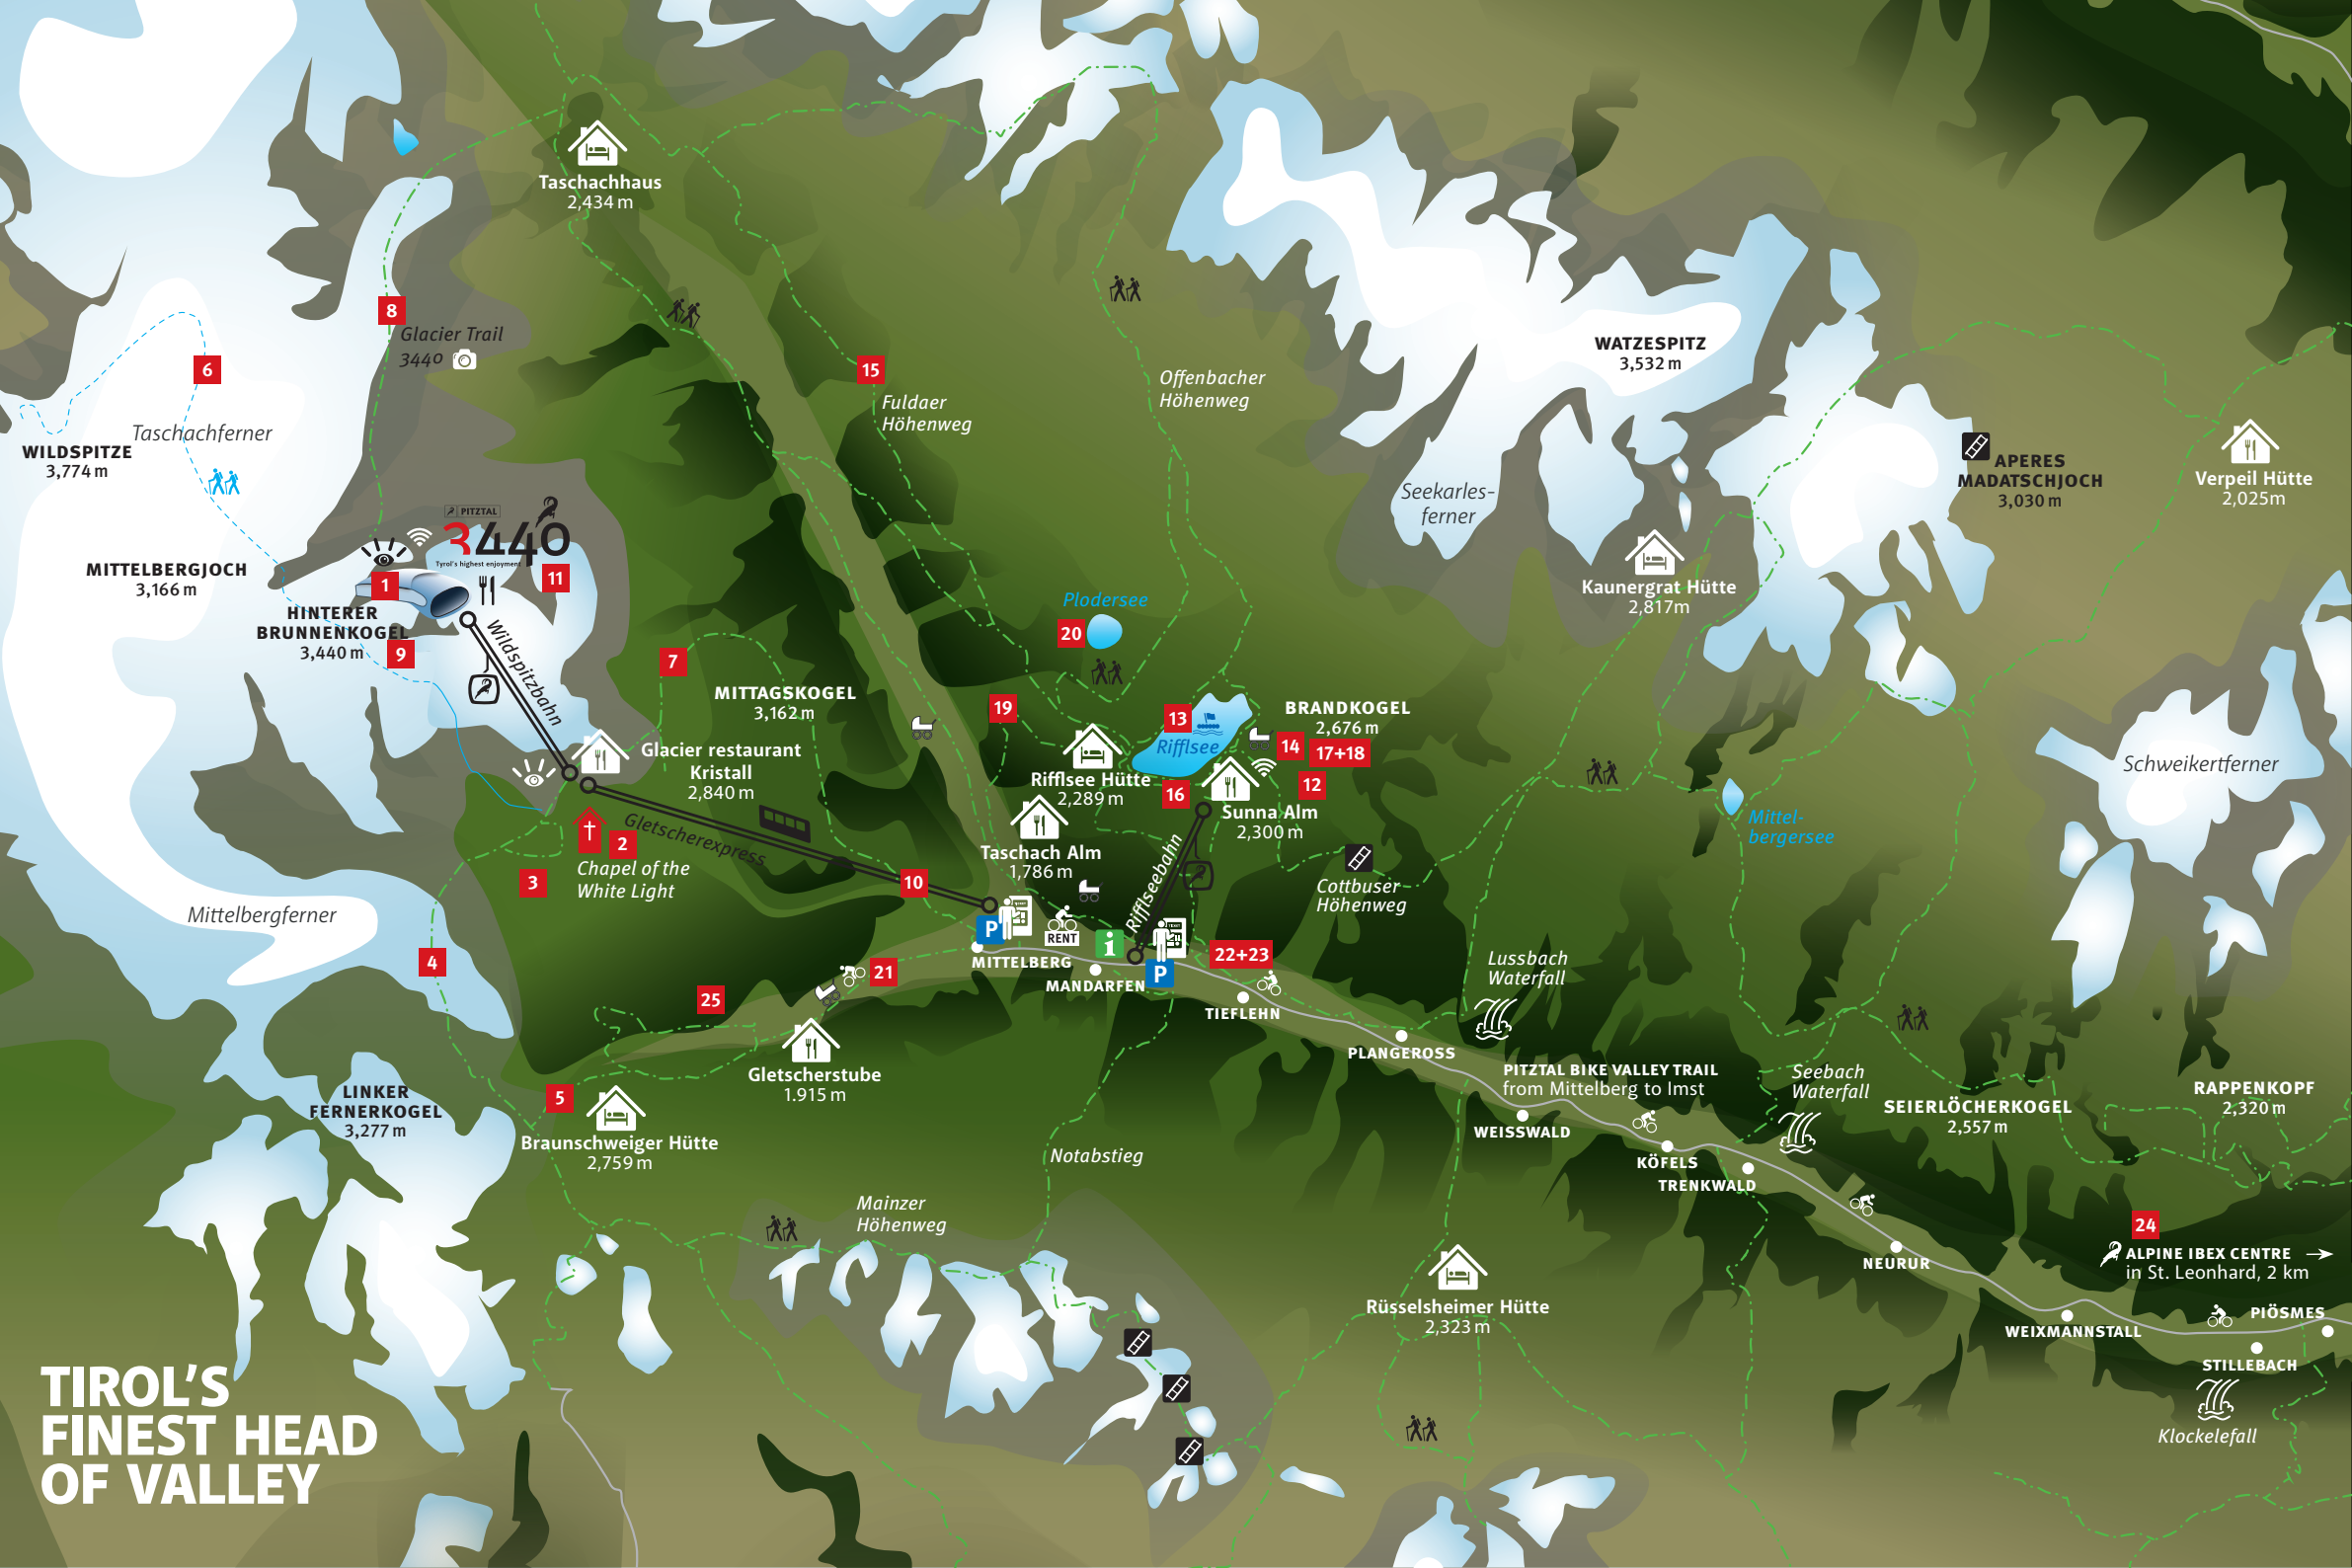 Taschachhaus
2,434 m
8
Glacier Trail
3440
6
Taschachferner
WILDSPITZE
3,774 m
15
Fuldaer
Höhenweg
Offenbacher
Höhenweg
WATZESPITZ
3,532 m
Seekarles-
ferner
APERES
MADATSCHJOCH
3,030 m
Verpeil Hütte
2,025m
Kaunergrat Hütte
2,817m
PITZTAL
3440
Tyrol's highest enjoyment
11
1
MITTELBERGJOCH
3,166 m
HINTERER
BRUNNENKOGEL
3,440 m
9
Wildspitzbahn
7
MITTAGSKOGEL
3,162 m
Plodersee
20
19
13
Rifflsee
BRANDKOGEL
2,676 m
14
17+18
12
16
Rifflsee Hütte
2,289 m
Sunna Alm
2,300 m
Glacier restaurant
Kristall
2,840 m
Gletscherexpress
2
Chapel of the
White Light
3
10
Taschach Alm
1,786 m
Rifflseebahn
Cottbuser
Höhenweg
Mittel-
bergersee
Schweikertferner
Mittelbergferner
4
P
RENT
i
P
MITTELBERG
MANDARFEN
22+23
TIEFLEHN
21
25
Gletscherstube
1.915 m
Lussbach
Waterfall
PLANGEROSS
PITZTAL BIKE VALLEY TRAIL
from Mittelberg to Imst
Seebach
Waterfall
WEISSWALD
KÖFELS
TRENKWALD
SEIERLÖCHERKOGEL
2,557 m
RAPPENKOPF
2,320 m
LINKER
FERNERKOGEL
3,277 m
5
Braunschweiger Hütte
2,759 m
Notabstieg
Mainzer
Höhenweg
NEURUR
24
ALPINE IBEX CENTRE
in St. Leonhard, 2 km
Rüsselsheimer Hütte
2,323 m
WEIXMANNSTALL
PIÖSMES
STILLEBACH
Klockelefall
TIROL'S
FINEST HEAD
OF VALLEY